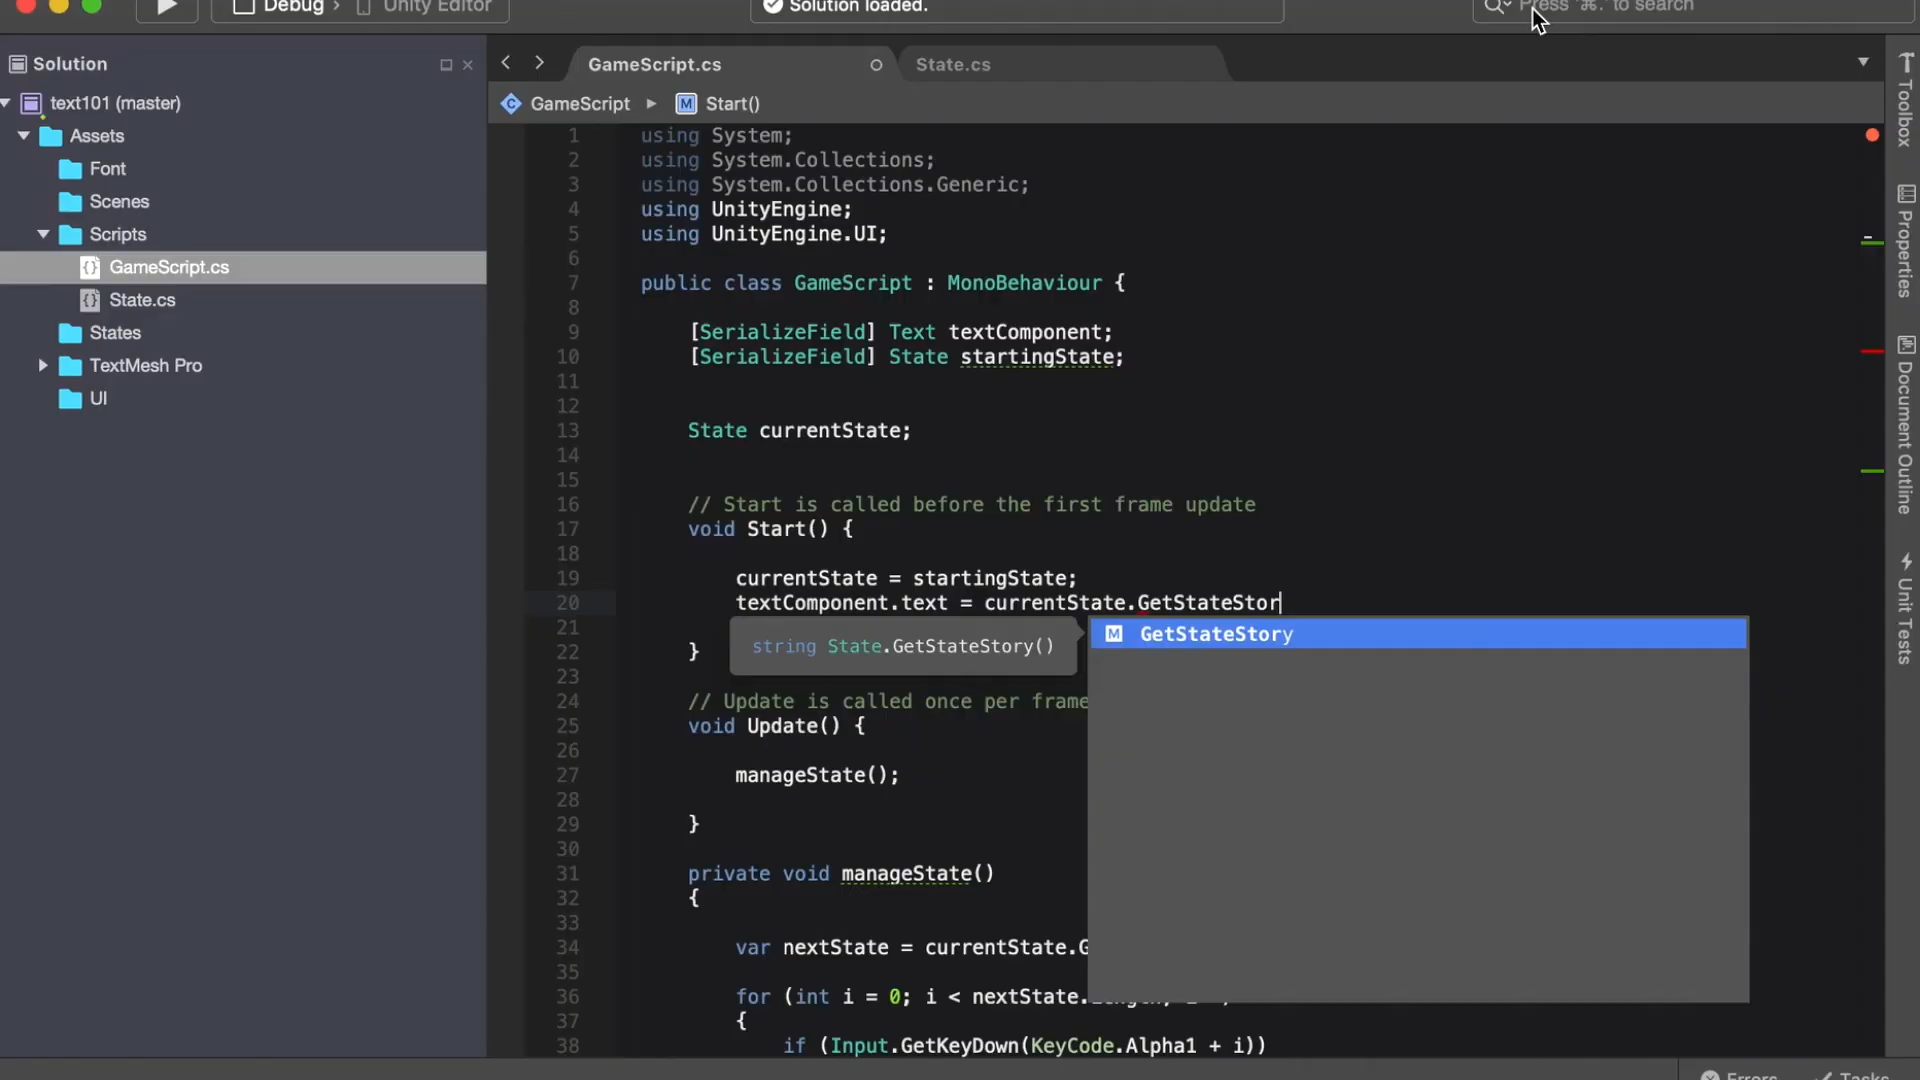 Debug › Unity Editor
Solution loaded.
Press '⌘.' to search
Solution
text101 (master)
Assets
Font
Scenes
Scripts
GameScript.cs
State.cs
States
TextMesh Pro
UI
GameScript.cs
State.cs
GameScript
Start()
1 using System;
2 using System.Collections;
3 using System.Collections.Generic;
4 using UnityEngine;
5 using UnityEngine.UI;
6
7 public class GameScript : MonoBehaviour {
8
9 [SerializeField] Text textComponent;
10 [SerializeField] State startingState;
11
12
13 State currentState;
14
15
16 // Start is called before the first frame update
17 void Start() {
18
19 currentState = startingState;
20 textComponent.text = currentState.GetStateStor
21
22 }
23
24 // Update is called once per frame
25 void Update() {
26
27 manageState();
28
29 }
30
31 private void manageState()
32 {
33
34 var nextState = currentState.G
35
36 for (int i = 0; i < nextState.
37 {
38 if (Input.GetKeyDown(KeyCode.Alpha1 + i))
string State.GetStateStory()
M GetStateStory
Toolbox
Properties
Document Outline
Unit Tests
Errors
Tasks